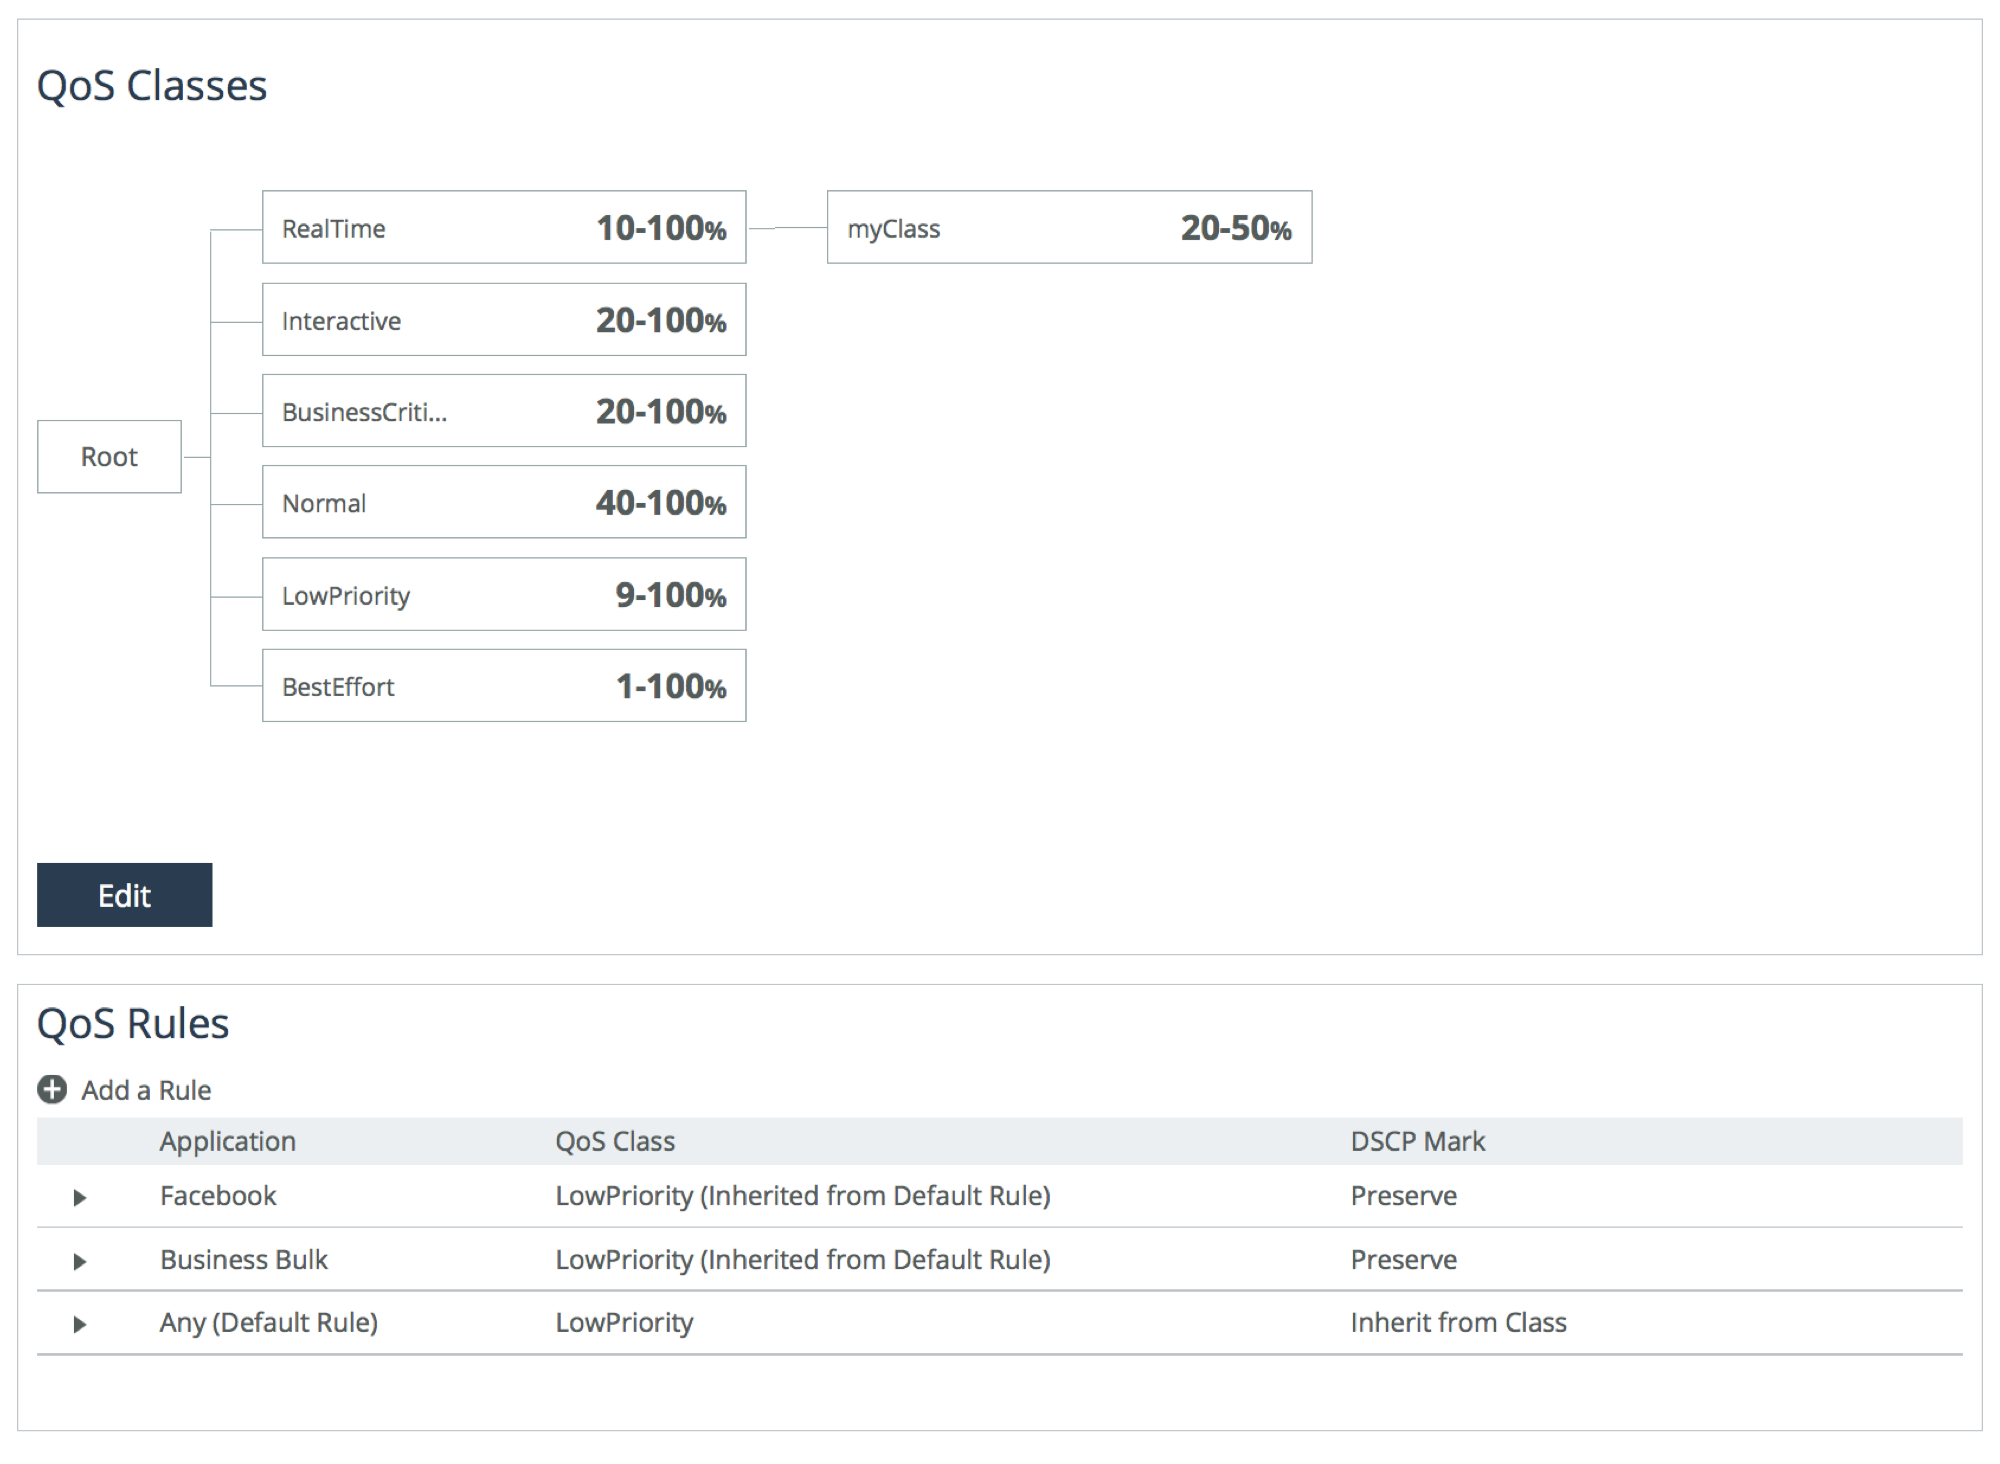 QoS Classes
RealTime 10-100%
myClass 20-50%
Interactive 20-100%
BusinessCriti... 20-100%
Root
Normal 40-100%
LowPriority 9-100%
BestEffort 1-100%
Edit
QoS Rules
Add a Rule
Application QoS Class DSCP Mark
Facebook LowPriority (Inherited from Default Rule) Preserve
Business Bulk LowPriority (Inherited from Default Rule) Preserve
Any (Default Rule) LowPriority Inherit from Class